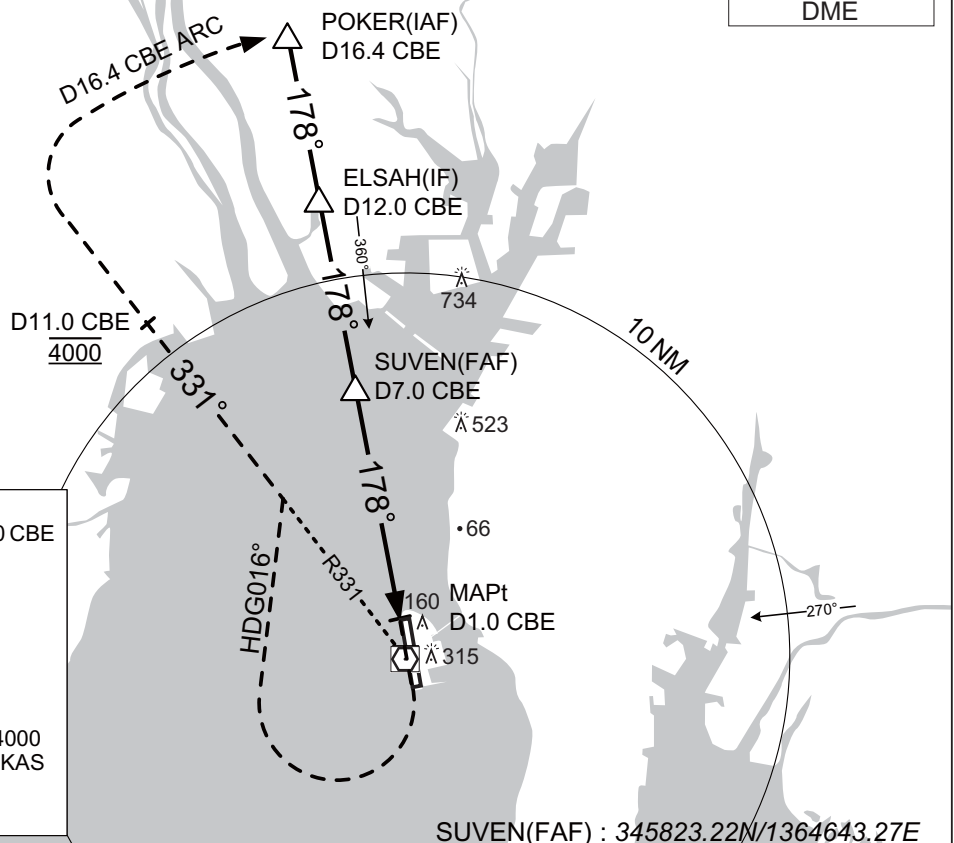 DME
POKER(IAF)
D16.4 CBE
D16.4 CBE ARC
178°
ELSAH(IF)
D12.0 CBE
360°
178°
734
D11.0 CBE
4000
10 NM
SUVEN(FAF)
D7.0 CBE
331°
523
178°
0 CBE
66
R331
HDG016°
160
MAPt
D1.0 CBE
270°
315
4000
KAS
SUVEN(FAF) : 345823.22N/1364643.27E